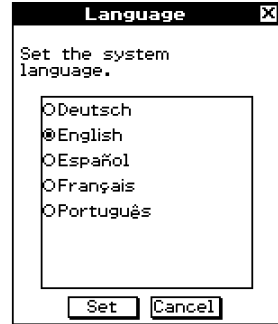 Language
Set the system
language.
Deutsch
English
Español
Français
Português
Set
Cancel